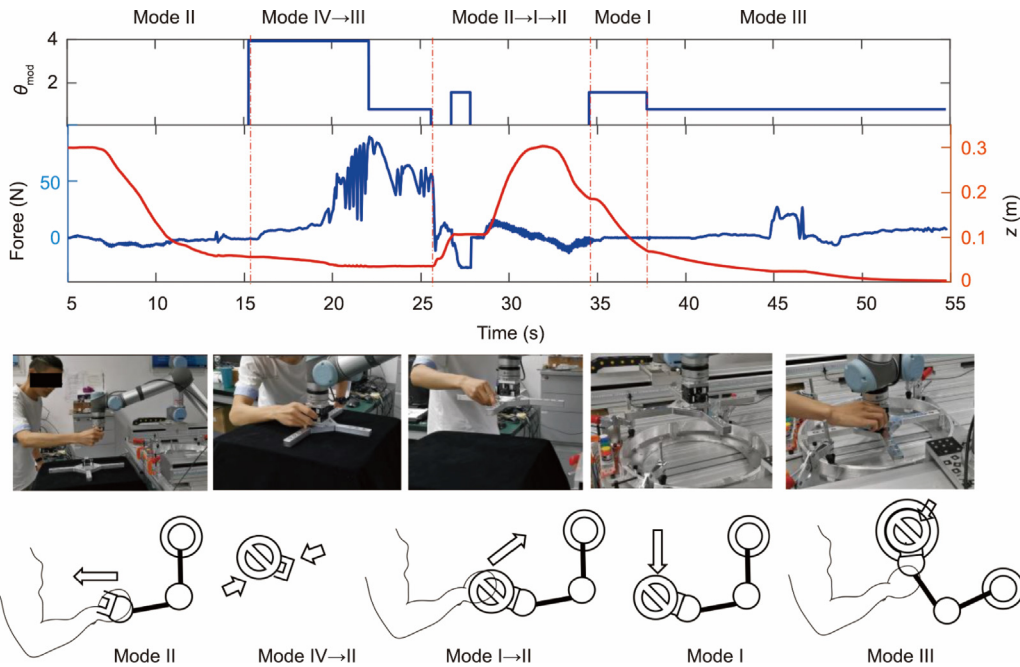 Mode II Mode IV→III Mode II→I→II Mode I Mode III
4
2
θmod
50
0
Foree (N)
0.3
0.2
0.1
0
z (m)
5 10 15 20 25 30 35 40 45 50 55
Time (s)
Mode II Mode IV→II Mode I→II Mode I Mode III